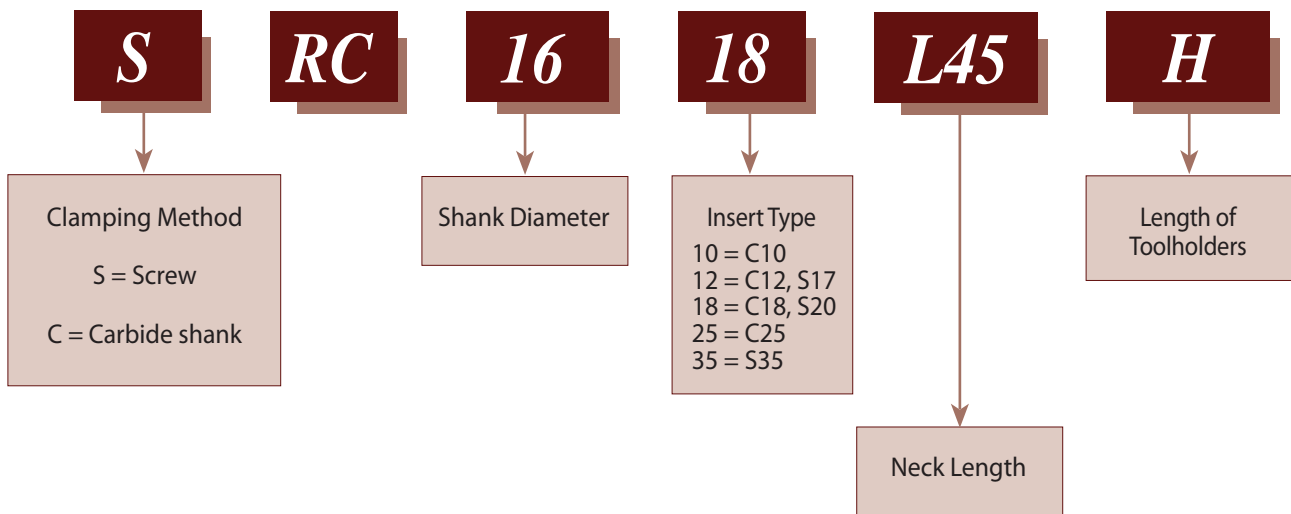 S RC 16 18 L45 H
Clamping Method
S = Screw
C = Carbide shank
Shank Diameter
Insert Type
10 = C10
12 = C12, S17
18 = C18, S20
25 = C25
35 = S35
Neck Length
Length of
Toolholders